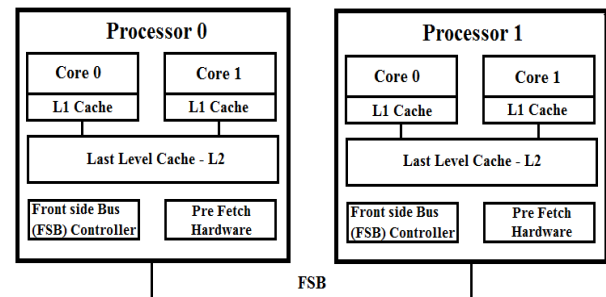 Processor 0
Core 0
Core 1
L1 Cache
L1 Cache
Last Level Cache - L2
Front side Bus
(FSB) Controller
Pre Fetch
Hardware
Processor 1
Core 0
Core 1
L1 Cache
L1 Cache
Last Level Cache - L2
Front side Bus
(FSB) Controller
Pre Fetch
Hardware
FSB